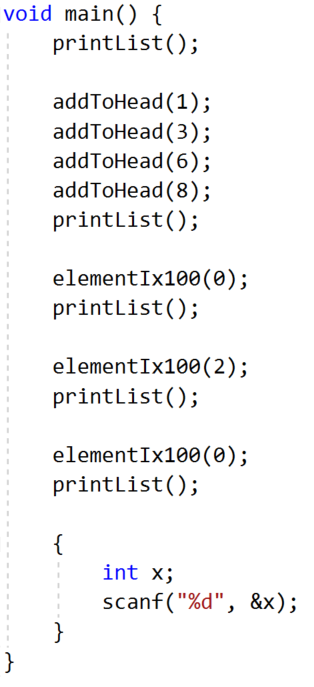 void main() {
printList();
addToHead(1);
addToHead(3);
addToHead(6);
addToHead(8);
printList();
elementIx100(0);
printList();
elementIx100(2);
printList();
elementIx100(0);
printList();
{
int x;
scanf("%d", &x);
}
}